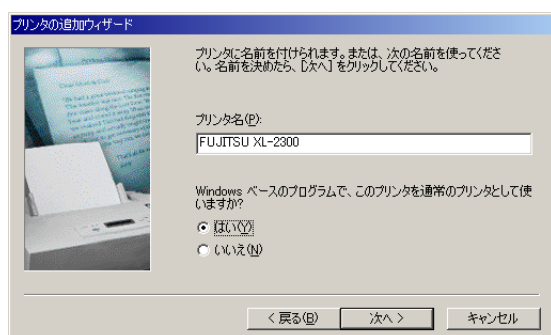 プリンタの追加ウィザード
プリンタに名前を付けられます。または、次の名前を使ってくださ
い。名前を決めたら、[次へ] をクリックしてください。
プリンタ名(P):
FUJITSU XL-2300
Windows ベースのプログラムで、このプリンタを通常のプリンタとして使
いますか?
はい(Y)
いいえ(N)
< 戻る(B)
次へ >
キャンセル